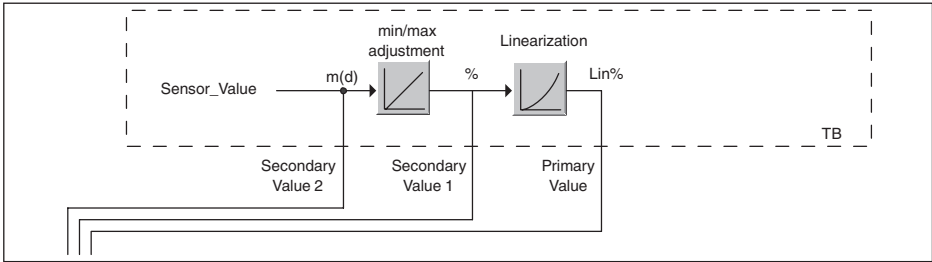 min/max
adjustment
Linearization
Sensor_Value
m(d)
%
Lin%
TB
Secondary
Value 2
Secondary
Value 1
Primary
Value